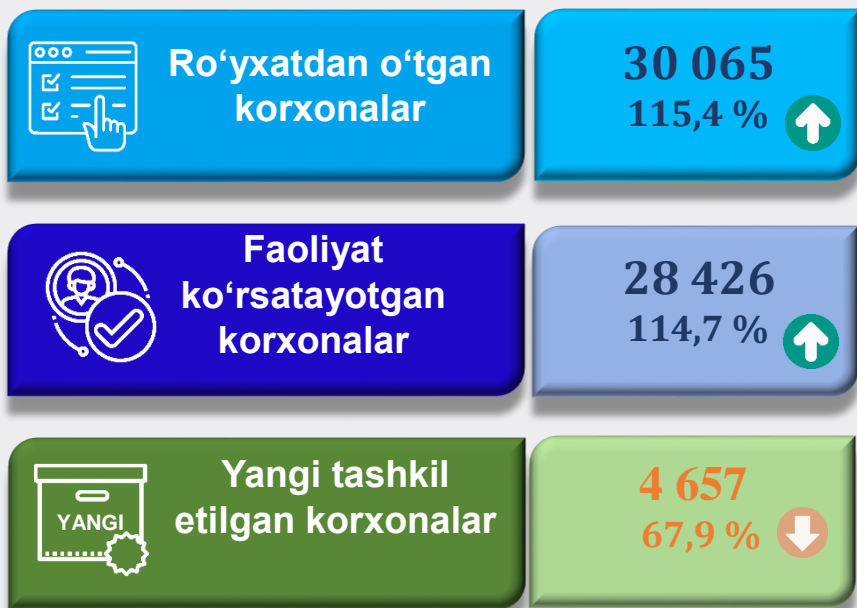 Ro‘yxatdan o‘tgan
korxonalar
30 065
115,4 %
Faoliyat
ko‘rsatayotgan
korxonalar
28 426
114,7 %
YANGI
Yangi tashkil
etilgan korxonalar
4 657
67,9 %